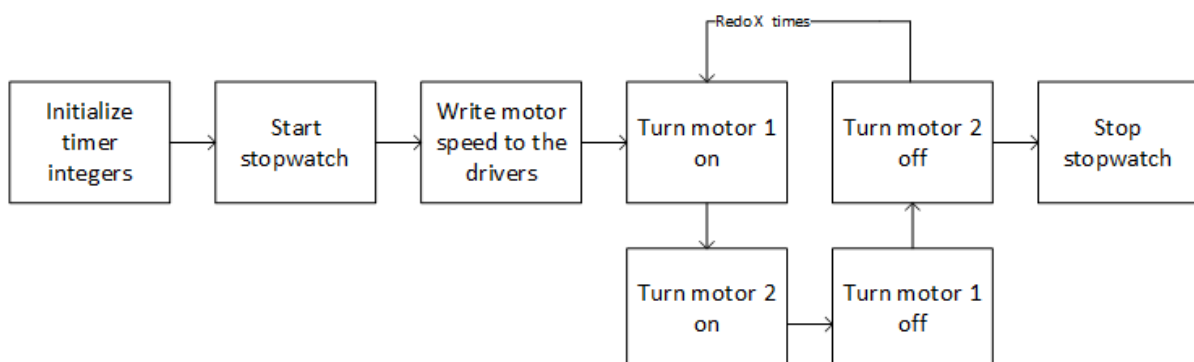 RedoX times
Initialize
timer
integers
Start
stopwatch
Write motor
speed to the
drivers
Turn motor 1
on
Turn motor 2
off
Stop
stopwatch
Turn motor 2
on
Turn motor 1
off